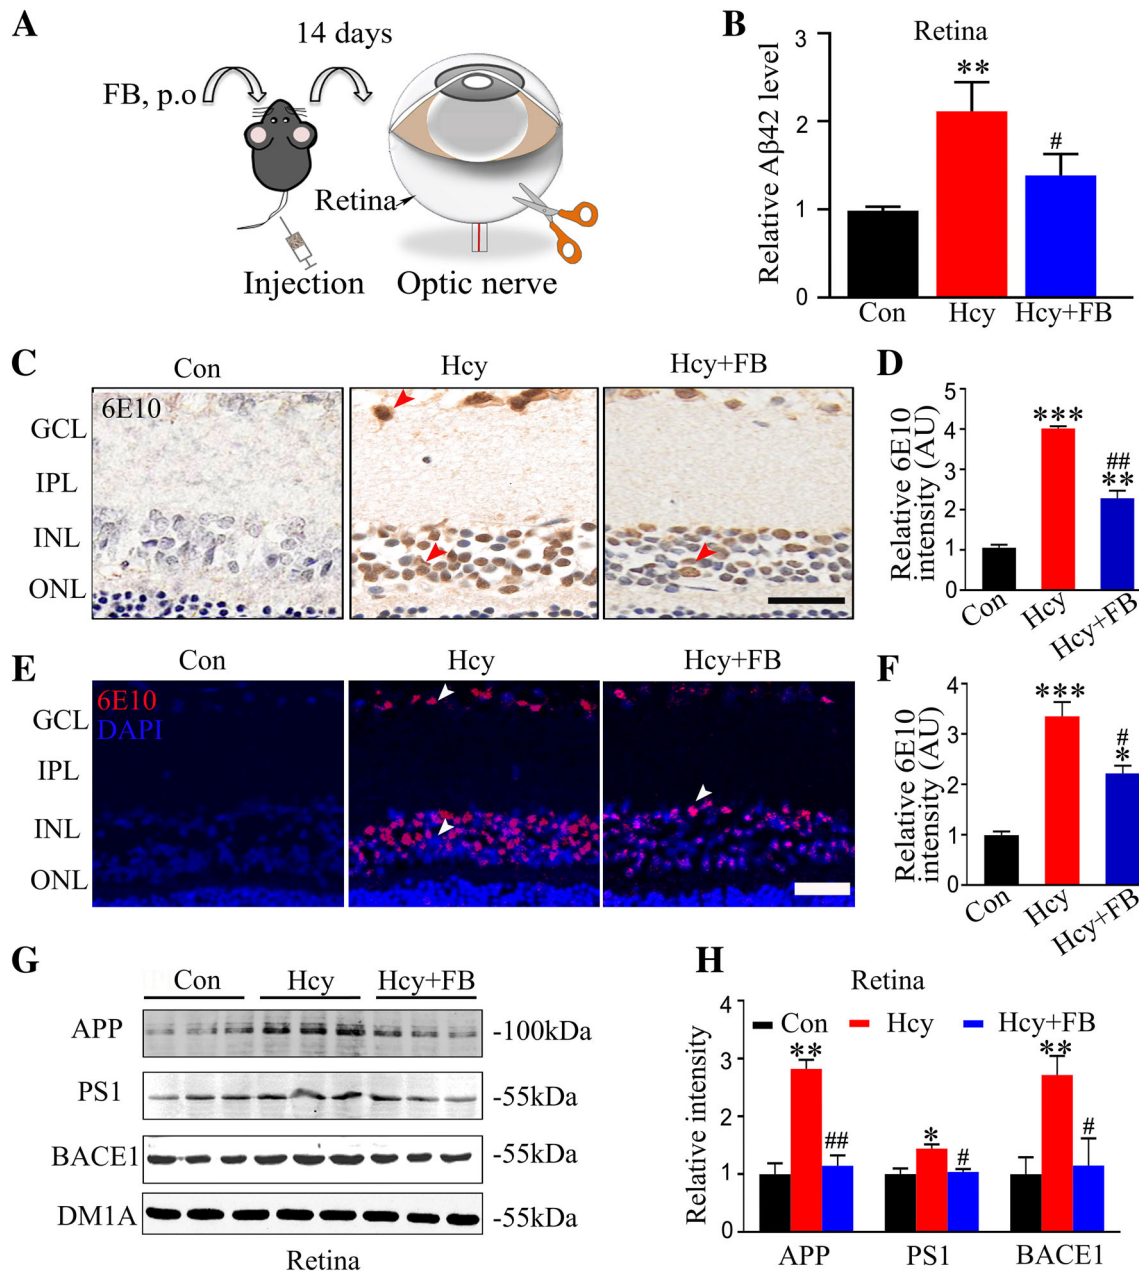 A
14 days
FB, p.o
Retina
Injection
Optic nerve
B
Retina
Relative Aβ42 level
3
2
1
0
**
#
Con
Hcy
Hcy+FB
C
Con
Hcy
Hcy+FB
6E10
GCL
IPL
INL
ONL
D
Relative 6E10
intensity (AU)
5
4
3
2
1
0
***
##
**
Con
Hcy
Hcy+FB
E
Con
Hcy
Hcy+FB
6E10
DAPI
GCL
IPL
INL
ONL
F
Relative 6E10
intensity (AU)
4
3
2
1
0
***
#
*
Con
Hcy
Hcy+FB
G
Con
Hcy
Hcy+FB
APP
-100kDa
PS1
-55kDa
BACE1
-55kDa
DM1A
-55kDa
Retina
H
Retina
Relative intensity
4
3
2
1
0
Con
Hcy
Hcy+FB
**
##
*
#
**
#
APP
PS1
BACE1